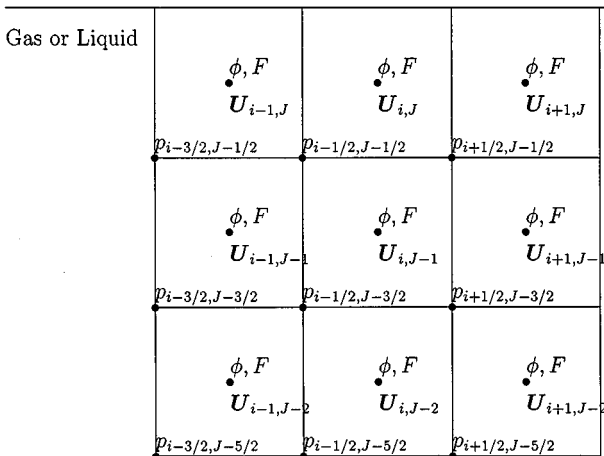 Gas or Liquid
ϕ, F ϕ, F ϕ, F
U_{i−1,J} U_{i,J} U_{i+1,J}
p_{i−3/2,J−1/2} p_{i−1/2,J−1/2} p_{i+1/2,J−1/2}
ϕ, F ϕ, F ϕ, F
U_{i−1,J−1} U_{i,J−1} U_{i+1,J−1}
p_{i−3/2,J−3/2} p_{i−1/2,J−3/2} p_{i+1/2,J−3/2}
ϕ, F ϕ, F ϕ, F
U_{i−1,J−2} U_{i,J−2} U_{i+1,J−2}
p_{i−3/2,J−5/2} p_{i−1/2,J−5/2} p_{i+1/2,J−5/2}